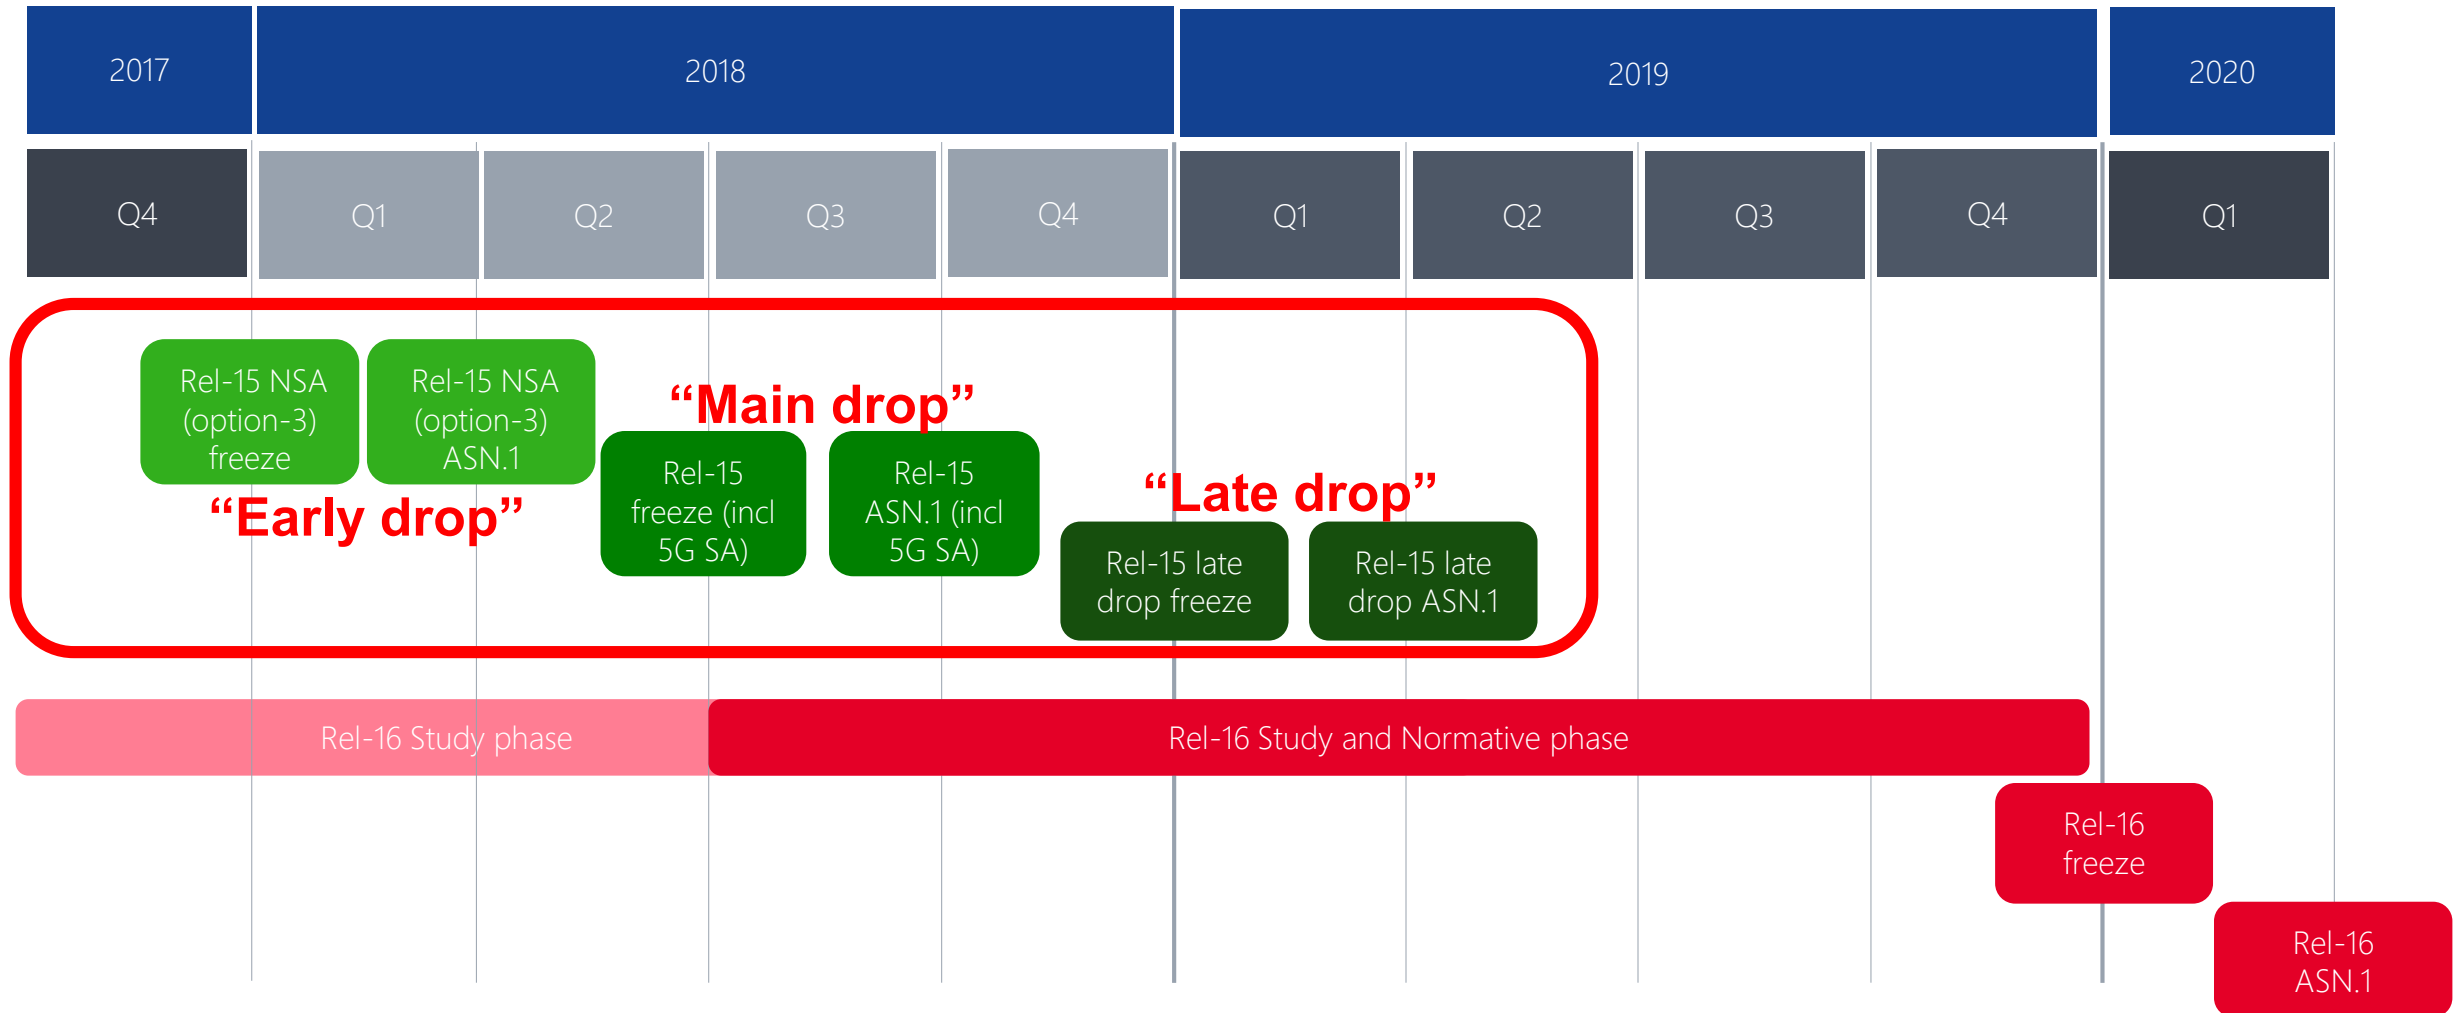 2017
2018
2019
2020
Q4
Q1
Q2
Q3
Q4
Q1
Q2
Q3
Q4
Q1
Rel-15 NSA
(option-3)
freeze
Rel-15 NSA
(option-3)
ASN.1
“Early drop”
“Main drop”
Rel-15
freeze (incl
5G SA)
Rel-15
ASN.1 (incl
5G SA)
“Late drop”
Rel-15 late
drop freeze
Rel-15 late
drop ASN.1
Rel-16 Study phase
Rel-16 Study and Normative phase
Rel-16
freeze
Rel-16
ASN.1